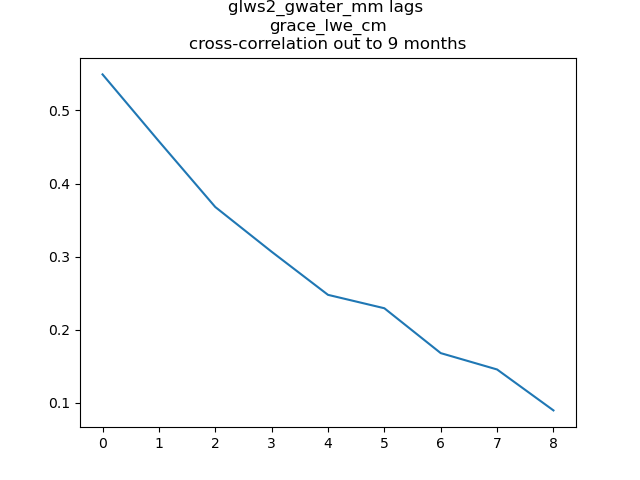 glws2_gwater_mm lags
grace_lwe_cm
cross-correlation out to 9 months
0.5
0.4
0.3
0.2
0.1
0 1 2 3 4 5 6 7 8